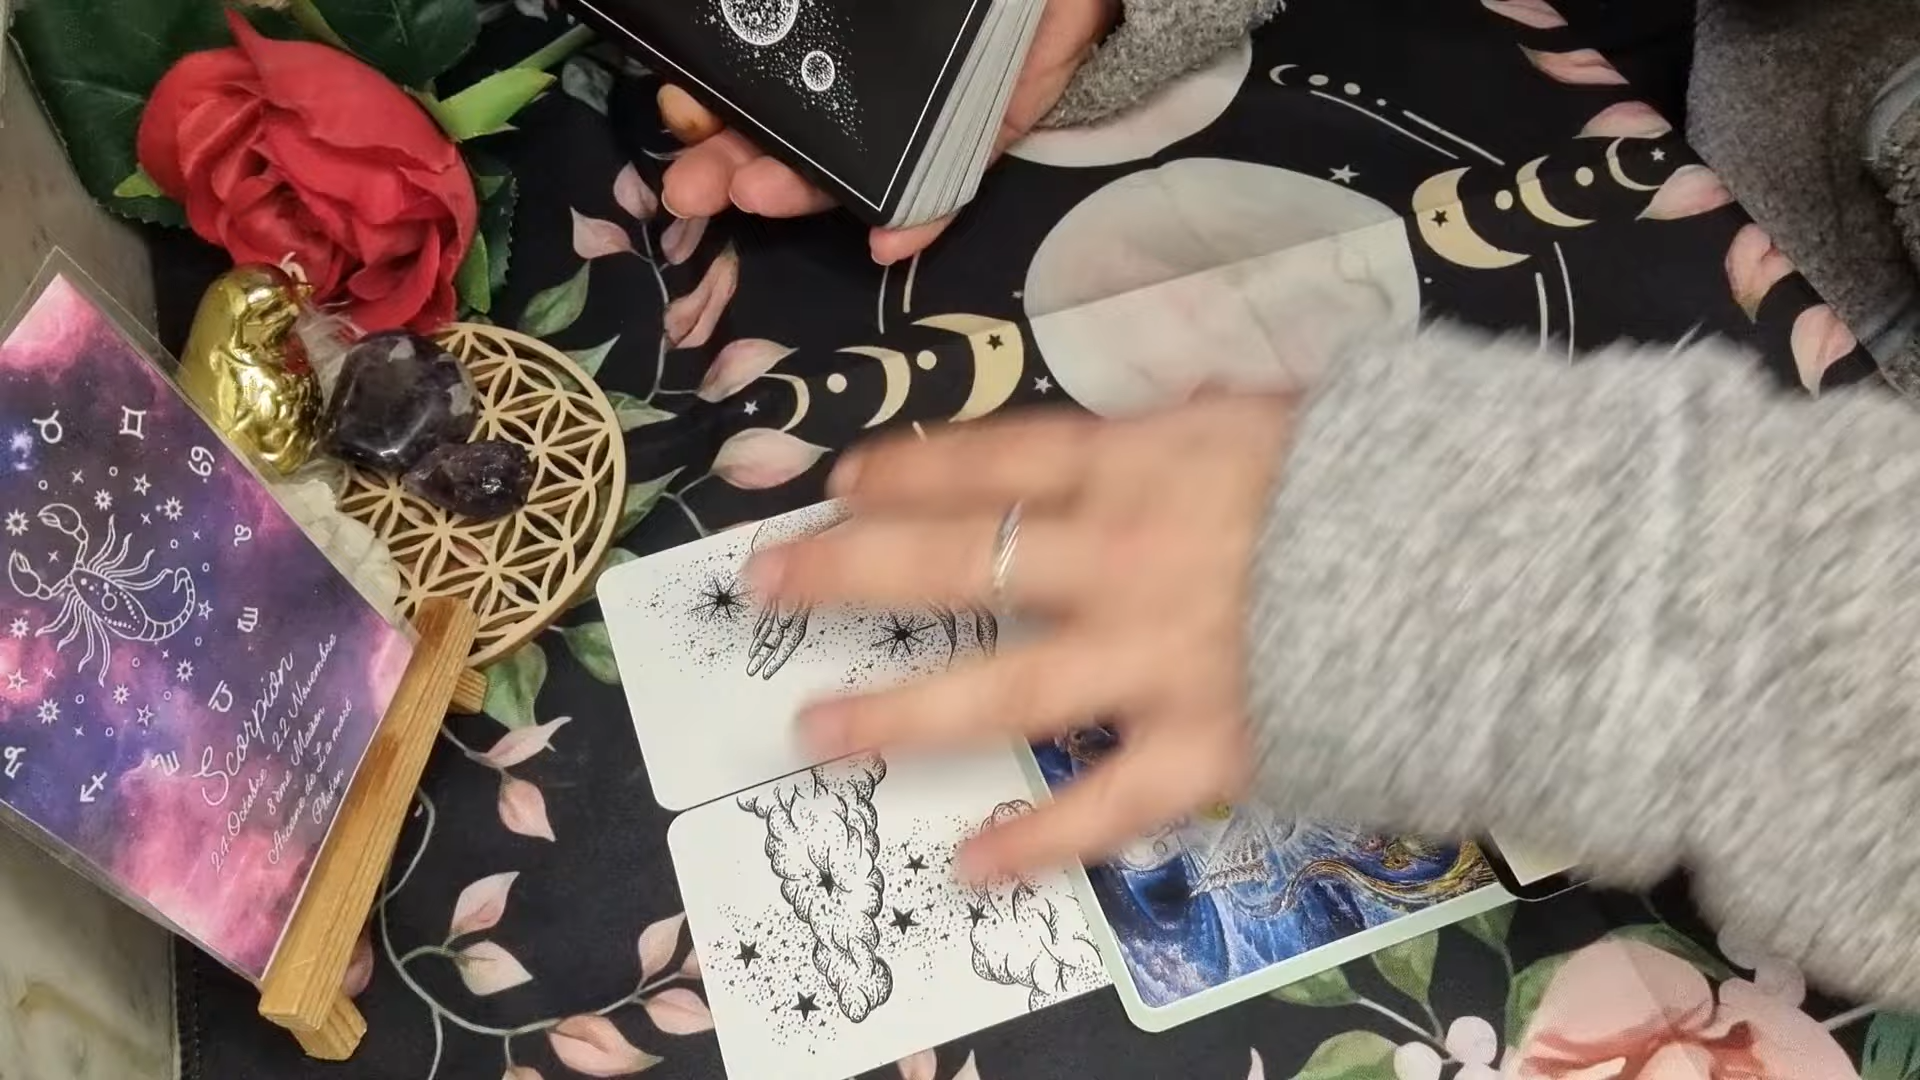 Scorpion
24 Octobre - 22 Novembre
8ème Maison
Arcane de La mort
Pluton